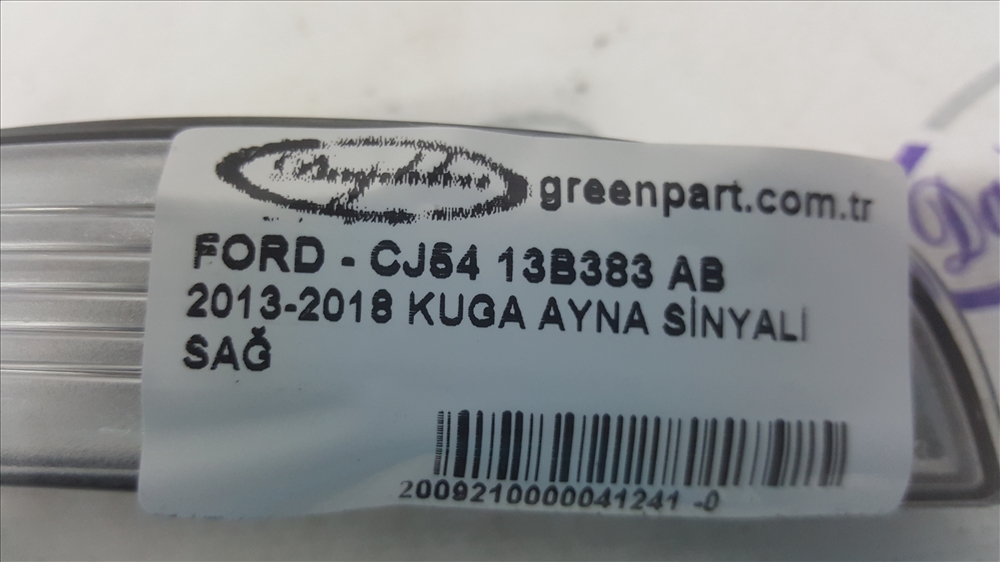 greenpart.com.tr
FORD - CJ54 13B383 AB
2013-2018 KUGA AYNA SİNYALİ
SAĞ
2009210000041241 -0